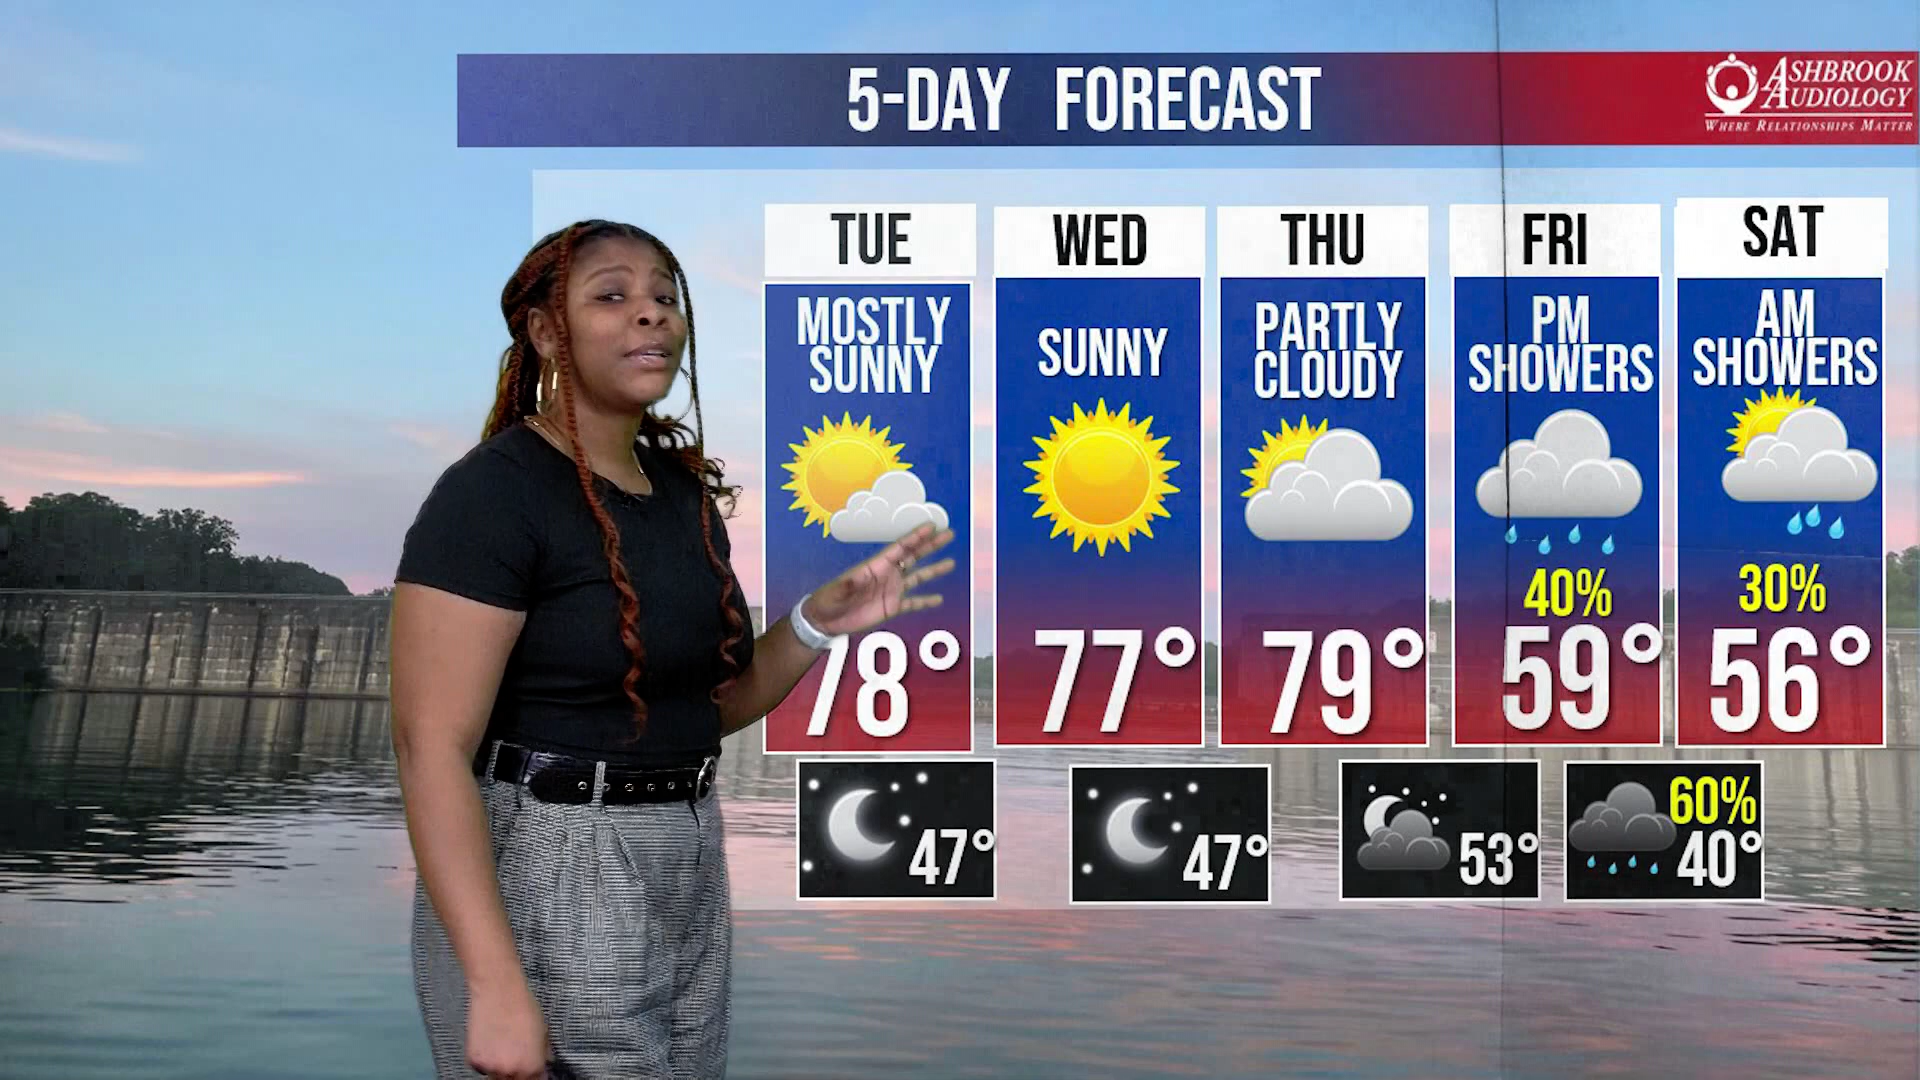 5-DAY FORECAST
ASHBROOK
AUDIOLOGY
WHERE RELATIONSHIPS MATTER
TUE
WED
THU
FRI
SAT
MOSTLY
SUNNY
SUNNY
PARTLY
CLOUDY
PM
SHOWERS
AM
SHOWERS
40%
30%
78°
77°
79°
59°
56°
47°
47°
53°
60%
40°